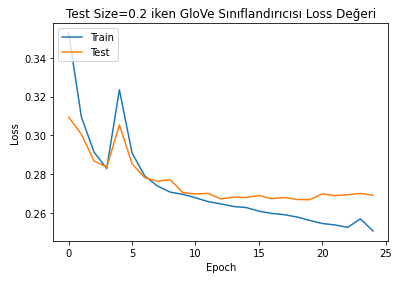 Test Size=0.2 iken GloVe Sınıflandırıcısı Loss Değeri
Train
Test
Loss
0.34
0.32
0.30
0.28
0.26
0
5
10
15
20
25
Epoch